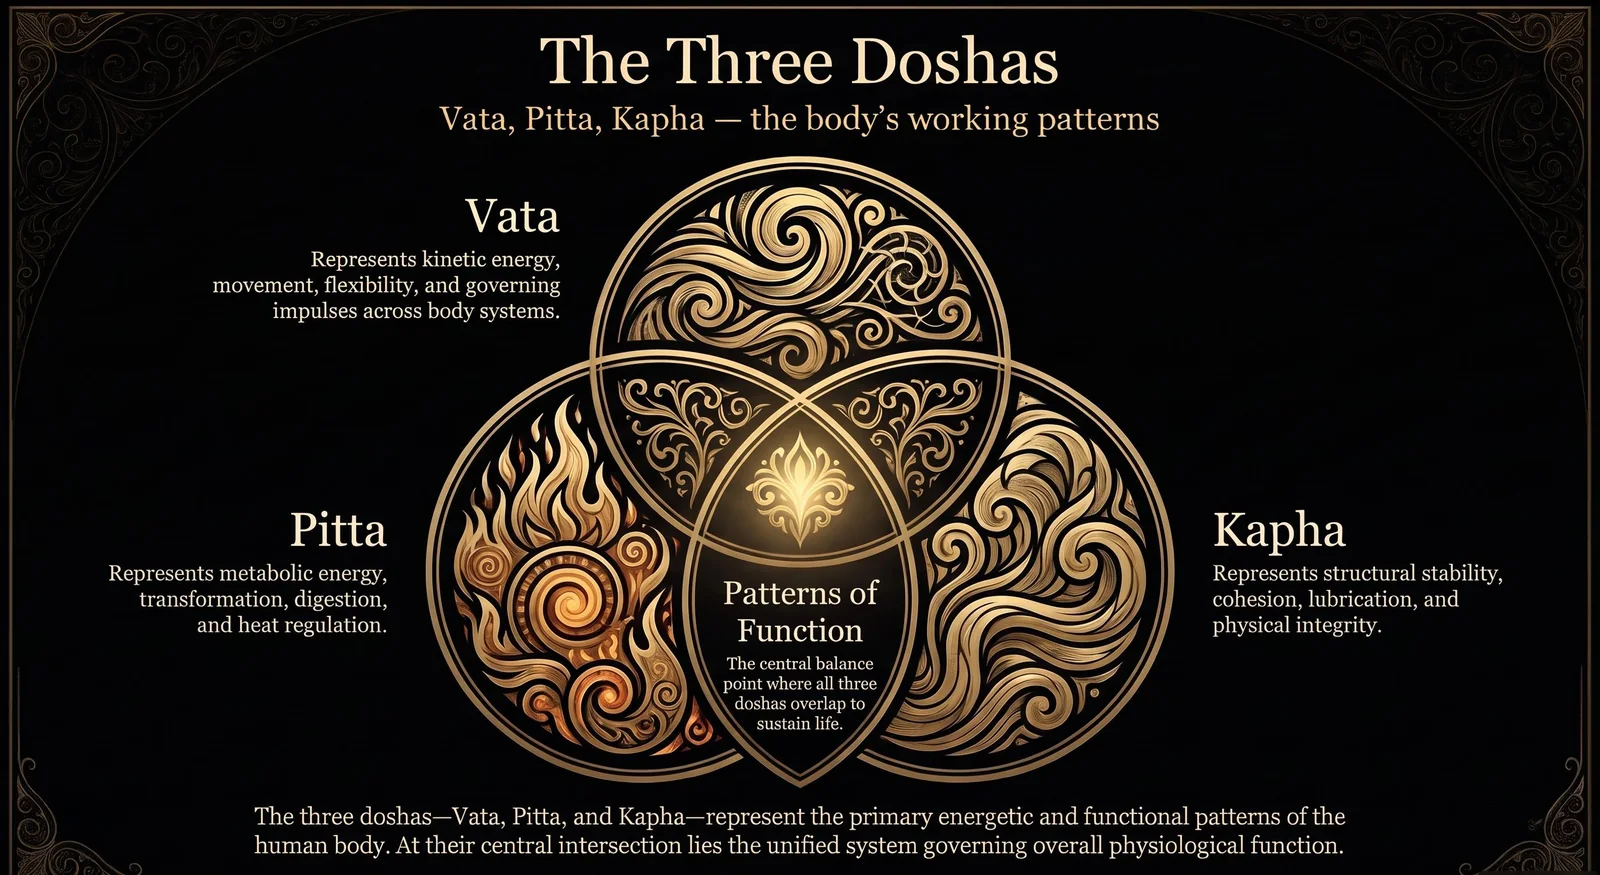 The Three Doshas
Vata, Pitta, Kapha — the body’s working patterns
Vata
Represents kinetic energy,
movement, flexibility, and governing
impulses across body systems.
Pitta
Represents metabolic energy,
transformation, digestion,
and heat regulation.
Kapha
Represents structural stability,
cohesion, lubrication, and
physical integrity.
Patterns of
Function
The central balance
point where all three
doshas overlap to
sustain life.
The three doshas—Vata, Pitta, and Kapha—represent the primary energetic and functional patterns of the
human body. At their central intersection lies the unified system governing overall physiological function.